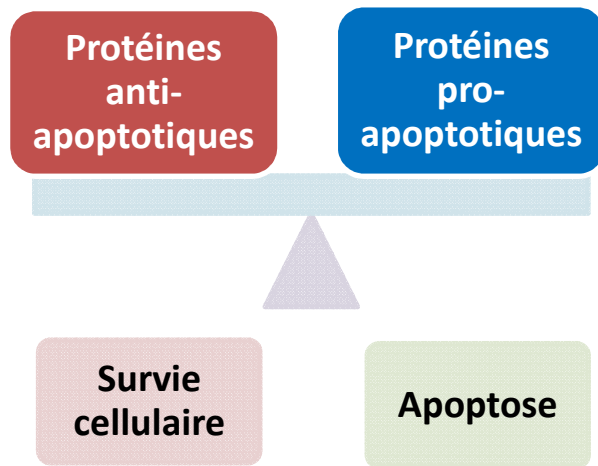 Protéines
anti-
apoptotiques
Protéines
pro-
apoptotiques
Survie
cellulaire
Apoptose